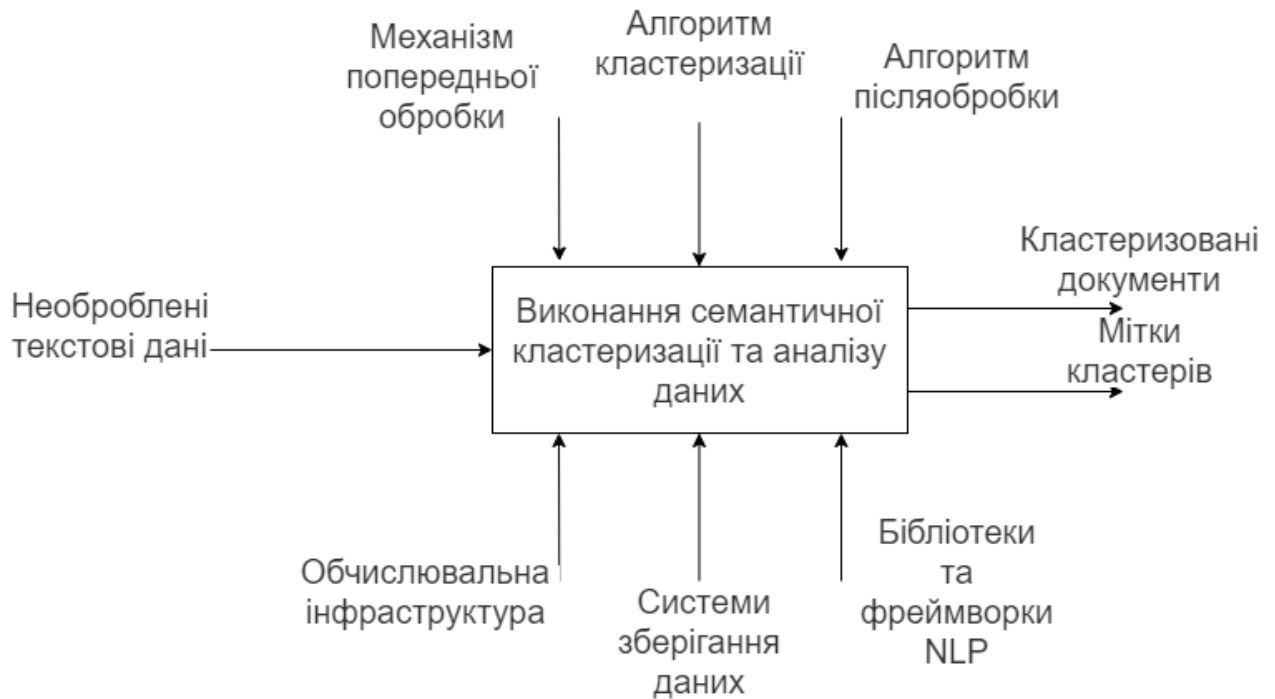 Механізм
попередньої
обробки
Алгоритм
кластеризації
Алгоритм
післяобробки
Необроблені
текстові дані
Виконання семантичної
кластеризації та аналізу
даних
Кластеризовані
документи
Мітки
кластерів
Обчислювальна
інфраструктура
Системи
зберігання
даних
Бібліотеки
та
фреймворки
NLP